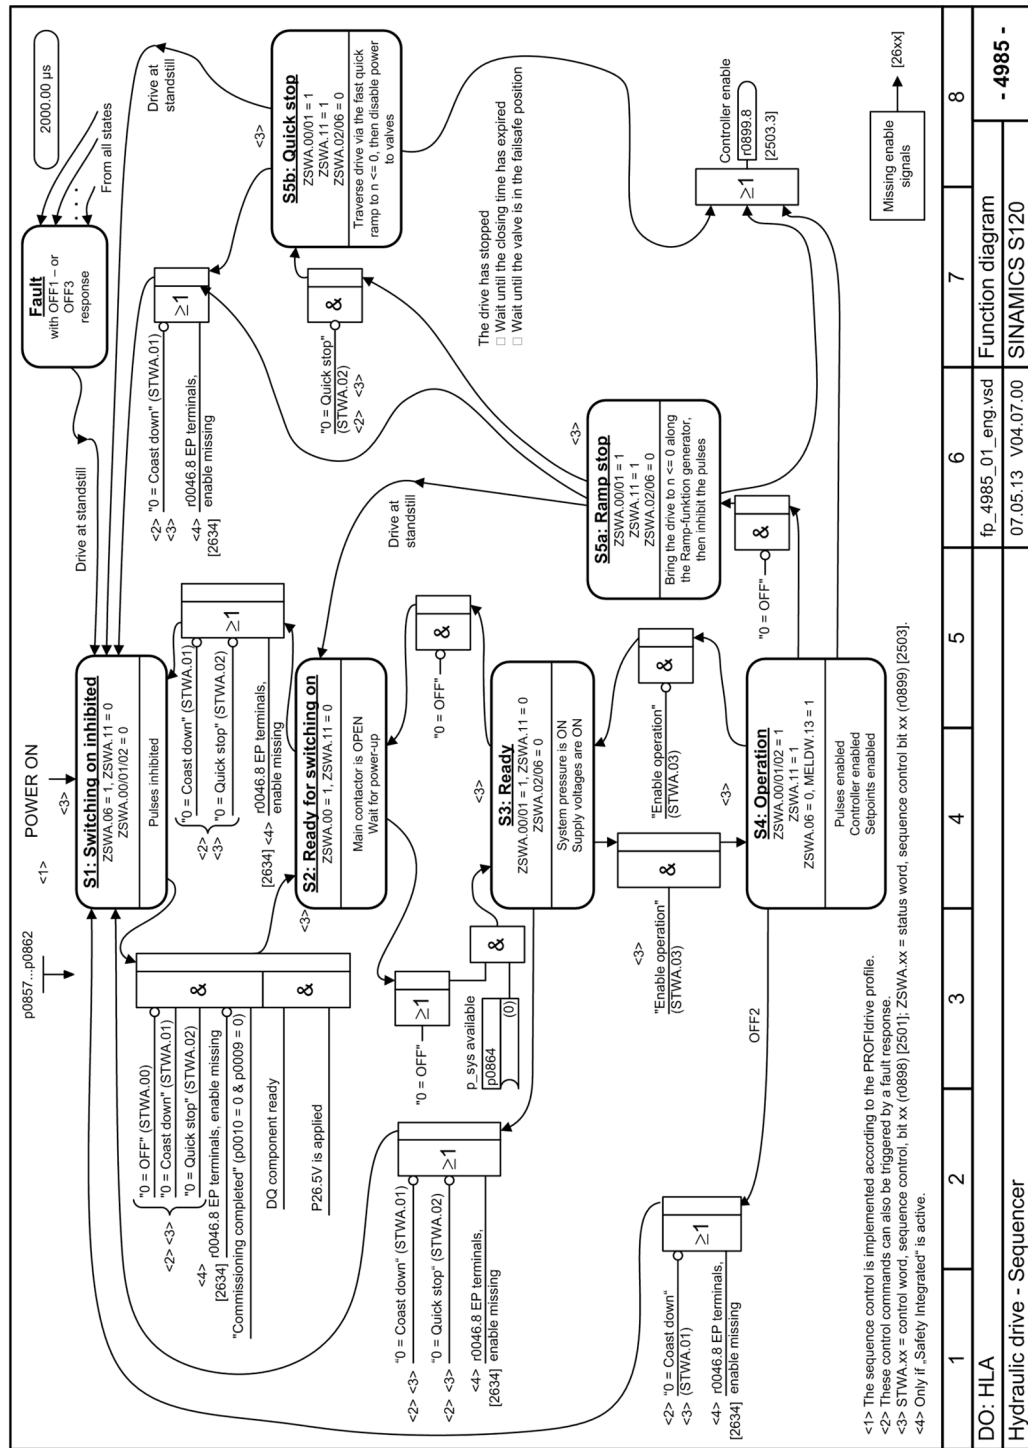 p0857...p0862
<1> POWER ON
<3>
2000.00 µs
S1: Switching on inhibited
ZSWA.06 = 1, ZSWA.11 = 0
ZSWA.00/01/02 = 0
Pulses inhibited
Fault
with OFF1 – or
OFF3
response
From all states
Drive at standstill
Drive at
standstill
<2> <3>
"0 = OFF" (STWA.00)
"0 = Coast down" (STWA.01)
"0 = Quick stop" (STWA.02)
<4> r0046.8 EP terminals, enable missing
[2634]
"Commissioning completed" (p0010 = 0 & p0009 = 0)
DQ component ready
P26.5V is applied
&
&
"0 = Coast down" (STWA.01)
<2>
<3>
"0 = Quick stop" (STWA.02)
r0046.8 EP terminals,
[2634] <4> enable missing
≥1
<2> "0 = Coast down" (STWA.01)
<3>
<4> r0046.8 EP terminals,
[2634] enable missing
≥1
<3>
S2: Ready for switching on
ZSWA.00 = 1, ZSWA.11 = 0
ZSWA.01/02 = 0
Main contactor is OPEN
Wait for power-up
<3>
S5b: Quick stop
ZSWA.00/01 = 1
ZSWA.11 = 1
ZSWA.02/06 = 0
Traverse drive via the fast quick
ramp to n <= 0, then disable power
to valves
"0 = Quick stop"
(STWA.02)
<2> <3>
&
Drive at
standstill
"0 = OFF"
≥1
"0 = OFF"
&
p_sys available
p0864
(0)
&
<2> <3> "0 = Coast down" (STWA.01)
<2> <3> "0 = Quick stop" (STWA.02)
<4> r0046.8 EP terminals,
[2634] enable missing
≥1
<3>
S3: Ready
ZSWA.00/01 = 1, ZSWA.11 = 0
ZSWA.02/06 = 0
System pressure is ON
Supply voltages are ON
The drive has stopped
□ Wait until the closing time has expired
□ Wait until the valve is in the failsafe position
<3>
S5a: Ramp stop
ZSWA.00/01 = 1
ZSWA.11 = 1
ZSWA.02/06 = 0
Bring the drive to n <= 0 along
the Ramp-funktion generator,
then inhibit the pulses
<3>
"Enable operation"
(STWA.03)
&
"Enable operation"
(STWA.03)
&
<3>
"0 = OFF"
&
Controller enable
≥1
r0899.8
[2503.3]
<2> "0 = Coast down"
<3> (STWA.01)
<4> r0046.8 EP terminals,
[2634] enable missing
≥1
OFF2
S4: Operation
ZSWA.00/01/02 = 1
ZSWA.11 = 1
ZSWA.06 = 0, MELDW.13 = 1
Pulses enabled
Controller enabled
Setpoints enabled
Missing enable
signals
[26xx]
<1> The sequence control is implemented according to the PROFIdrive profile.
<2> These control commands can also be triggered by a fault response.
<3> STWA.xx = control word, sequence control, bit xx (r0898) [2501]; ZSWA.xx = status word, sequence control bit xx (r0899) [2503].
<4> Only if „Safety Integrated" is active.
1 2 3 4 5 6 7 8
DO: HLA fp_4985_01_eng.vsd Function diagram - 4985 -
Hydraulic drive - Sequencer 07.05.13 V04.07.00 SINAMICS S120